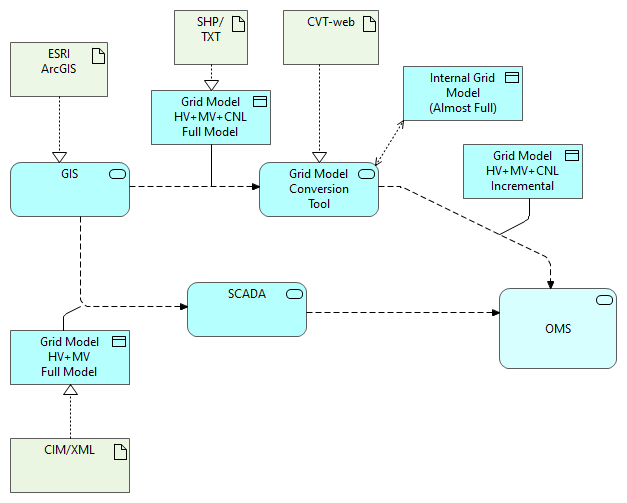 SHP/
TXT
CVT-web
ESRI
ArcGIS
Internal Grid
Model
(Almost Full)
Grid Model
HV+MV+CNL
Full Model
Grid Model
HV+MV+CNL
Incremental
GIS
Grid Model
Conversion
Tool
SCADA
OMS
Grid Model
HV+MV
Full Model
CIM/XML